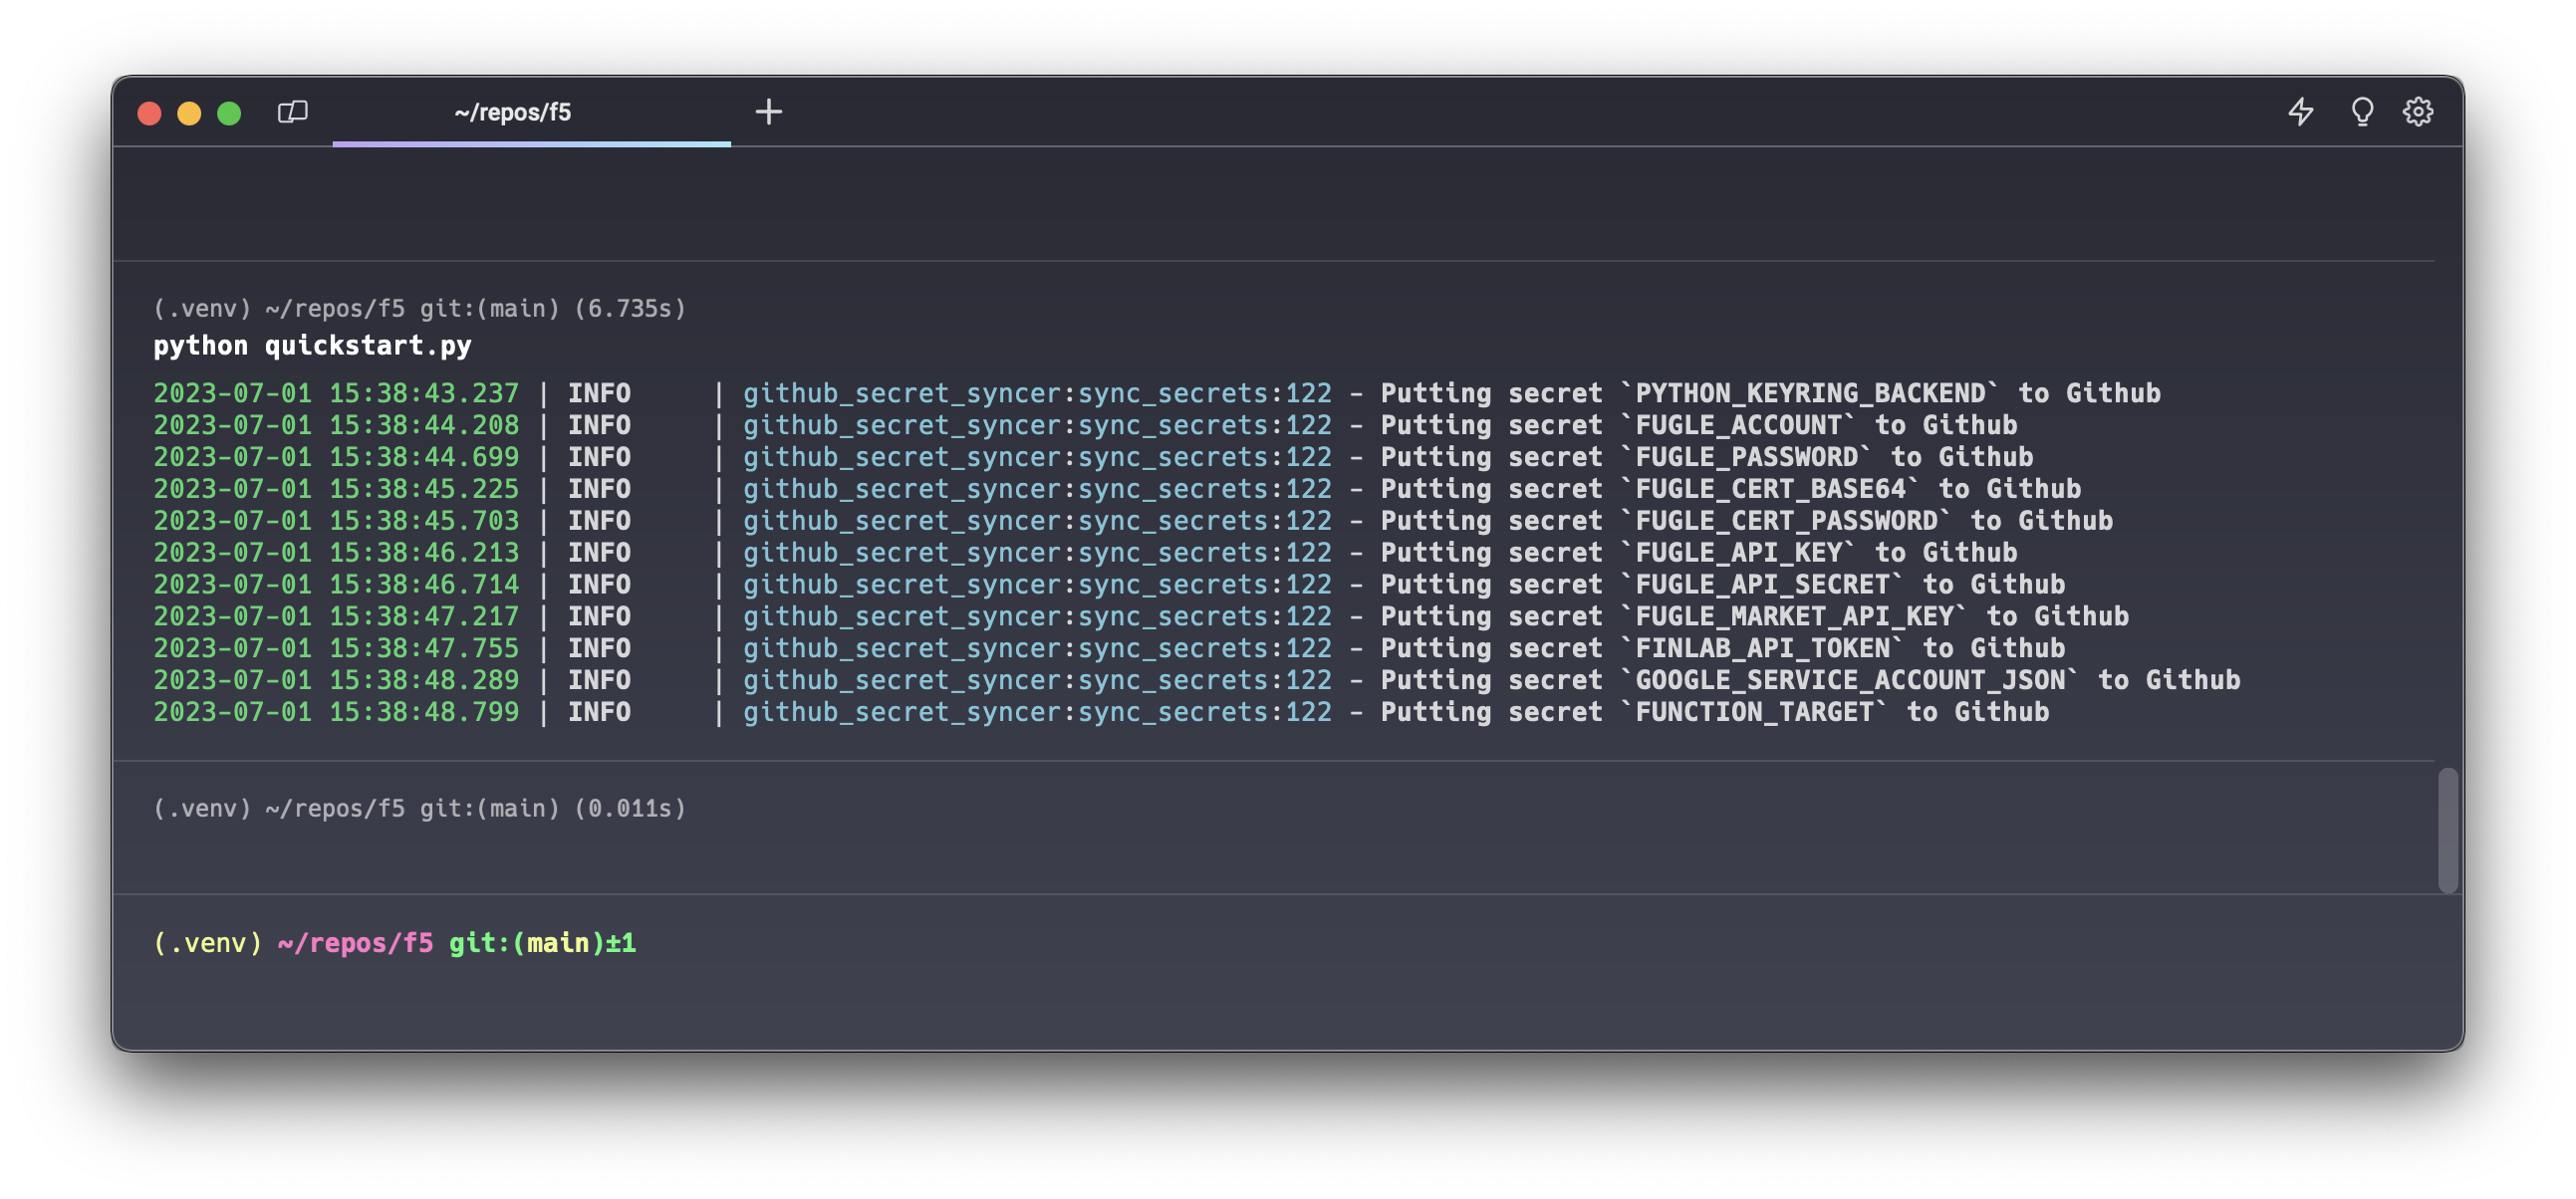 ~/repos/f5
(.venv) ~/repos/f5 git:(main) (6.735s)
python quickstart.py
2023-07-01 15:38:43.237 | INFO     | github_secret_syncer:sync_secrets:122 - Putting secret `PYTHON_KEYRING_BACKEND` to Github
2023-07-01 15:38:44.208 | INFO     | github_secret_syncer:sync_secrets:122 - Putting secret `FUGLE_ACCOUNT` to Github
2023-07-01 15:38:44.699 | INFO     | github_secret_syncer:sync_secrets:122 - Putting secret `FUGLE_PASSWORD` to Github
2023-07-01 15:38:45.225 | INFO     | github_secret_syncer:sync_secrets:122 - Putting secret `FUGLE_CERT_BASE64` to Github
2023-07-01 15:38:45.703 | INFO     | github_secret_syncer:sync_secrets:122 - Putting secret `FUGLE_CERT_PASSWORD` to Github
2023-07-01 15:38:46.213 | INFO     | github_secret_syncer:sync_secrets:122 - Putting secret `FUGLE_API_KEY` to Github
2023-07-01 15:38:46.714 | INFO     | github_secret_syncer:sync_secrets:122 - Putting secret `FUGLE_API_SECRET` to Github
2023-07-01 15:38:47.217 | INFO     | github_secret_syncer:sync_secrets:122 - Putting secret `FUGLE_MARKET_API_KEY` to Github
2023-07-01 15:38:47.755 | INFO     | github_secret_syncer:sync_secrets:122 - Putting secret `FINLAB_API_TOKEN` to Github
2023-07-01 15:38:48.289 | INFO     | github_secret_syncer:sync_secrets:122 - Putting secret `GOOGLE_SERVICE_ACCOUNT_JSON` to Github
2023-07-01 15:38:48.799 | INFO     | github_secret_syncer:sync_secrets:122 - Putting secret `FUNCTION_TARGET` to Github
(.venv) ~/repos/f5 git:(main) (0.011s)
(.venv) ~/repos/f5 git:(main)±1